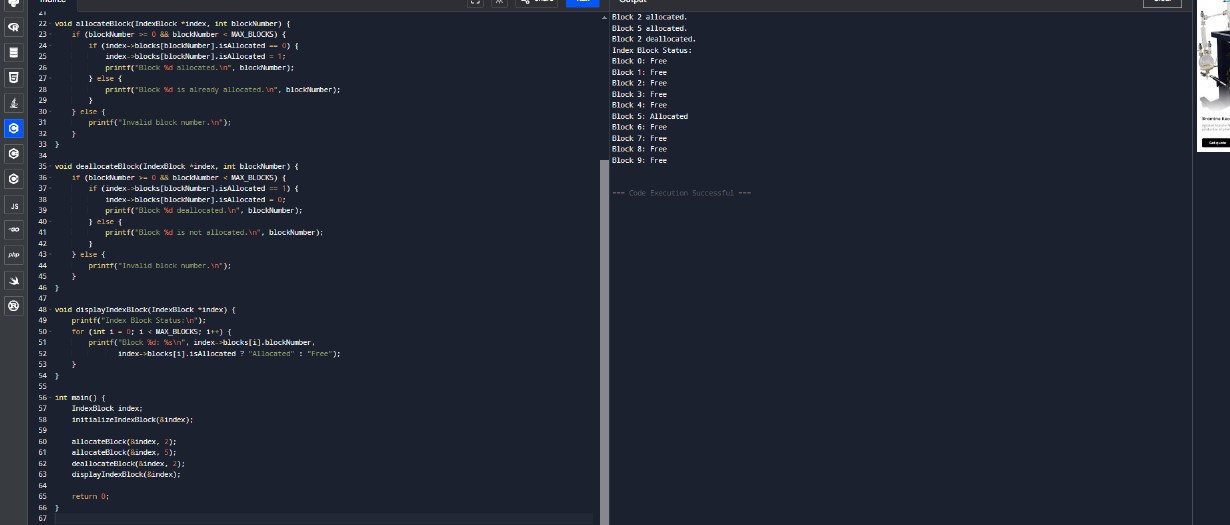 21
22 void allocateBlock(IndexBlock *index, int blockNumber) {
23     if (blockNumber >= 0 && blockNumber < MAX_BLOCKS) {
24         if (index->blocks[blockNumber].isAllocated == 0) {
25             index->blocks[blockNumber].isAllocated = 1;
26             printf("Block %d allocated.\n", blockNumber);
27         } else {
28             printf("Block %d is already allocated.\n", blockNumber);
29         }
30     } else {
31         printf("Invalid block number.\n");
32     }
33 }
34
35 void deallocateBlock(IndexBlock *index, int blockNumber) {
36     if (blockNumber >= 0 && blockNumber < MAX_BLOCKS) {
37         if (index->blocks[blockNumber].isAllocated == 1) {
38             index->blocks[blockNumber].isAllocated = 0;
39             printf("Block %d deallocated.\n", blockNumber);
40         } else {
41             printf("Block %d is not allocated.\n", blockNumber);
42         }
43     } else {
44         printf("Invalid block number.\n");
45     }
46 }
47
48 void displayIndexBlock(IndexBlock *index) {
49     printf("Index Block Status:\n");
50     for (int i = 0; i < MAX_BLOCKS; i++) {
51         printf("Block %d: %s\n", index->blocks[i].blockNumber,
52                index->blocks[i].isAllocated ? "Allocated" : "Free");
53     }
54 }
55
56 int main() {
57     IndexBlock index;
58     initializeIndexBlock(&index);
59
60     allocateBlock(&index, 2);
61     allocateBlock(&index, 5);
62     deallocateBlock(&index, 2);
63     displayIndexBlock(&index);
64
65     return 0;
66 }
67
Block 2 allocated.
Block 5 allocated.
Block 2 deallocated.
Index Block Status:
Block 0: Free
Block 1: Free
Block 2: Free
Block 3: Free
Block 4: Free
Block 5: Allocated
Block 6: Free
Block 7: Free
Block 8: Free
Block 9: Free
=== Code Execution Successful ===
JS
GO
php